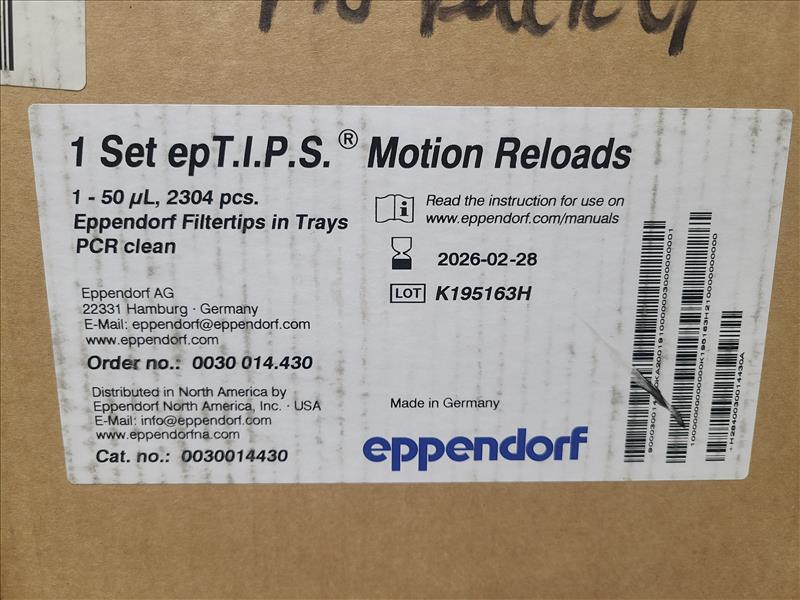 1 Set epT.I.P.S.® Motion Reloads
1 - 50 µL, 2304 pcs.
Eppendorf Filtertips in Trays
PCR clean
Read the instruction for use on
www.eppendorf.com/manuals
2026-02-28
LOT K195163H
Eppendorf AG
22331 Hamburg · Germany
E-Mail: eppendorf@eppendorf.com
www.eppendorf.com
Order no.: 0030 014.430
Distributed in North America by
Eppendorf North America, Inc. · USA
E-Mail: info@eppendorf.com
www.eppendorfna.com
Cat. no.: 0030014430
Made in Germany
eppendorf
+H2840030014430A